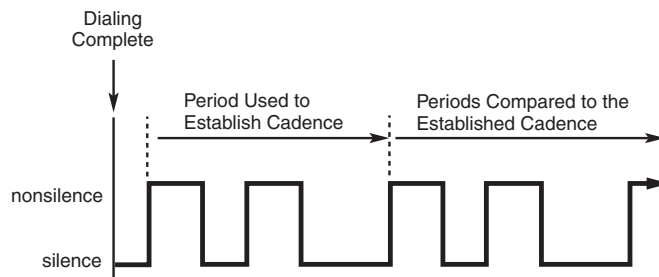 Dialing
Complete
Period Used to
Establish Cadence
Periods Compared to the
Established Cadence
nonsilence
silence